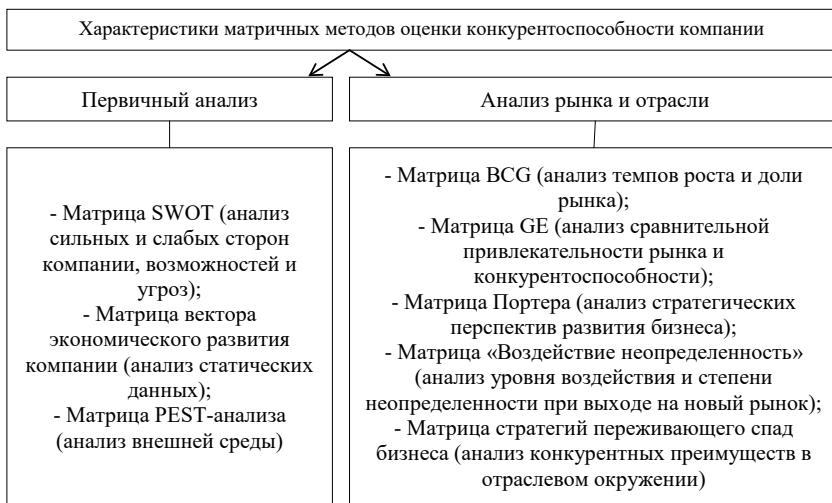 Характеристики матричных методов оценки конкурентоспособности компании
Первичный анализ
Анализ рынка и отрасли
- Матрица SWOT (анализ
сильных и слабых сторон
компании, возможностей и
угроз);
- Матрица вектора
экономического развития
компании (анализ статических
данных);
- Матрица PEST-анализа
(анализ внешней среды)
- Матрица BCG (анализ темпов роста и доли
рынка);
- Матрица GE (анализ сравнительной
привлекательности рынка и
конкурентоспособности);
- Матрица Портера (анализ стратегических
перспектив развития бизнеса);
- Матрица «Воздействие неопределенность»
(анализ уровня воздействия и степени
неопределенности при выходе на новый рынок);
- Матрица стратегий переживающего спад
бизнеса (анализ конкурентных преимуществ в
отраслевом окружении)